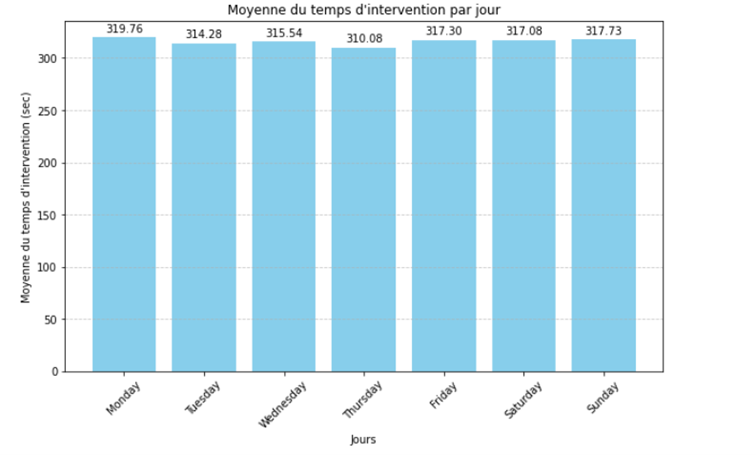 Moyenne du temps d'intervention par jour
319.76 314.28 315.54 310.08 317.30 317.08 317.73
Moyenne du temps d'intervention (sec)
300
250
200
150
100
50
0
Monday Tuesday Wednesday Thursday Friday Saturday Sunday
Jours